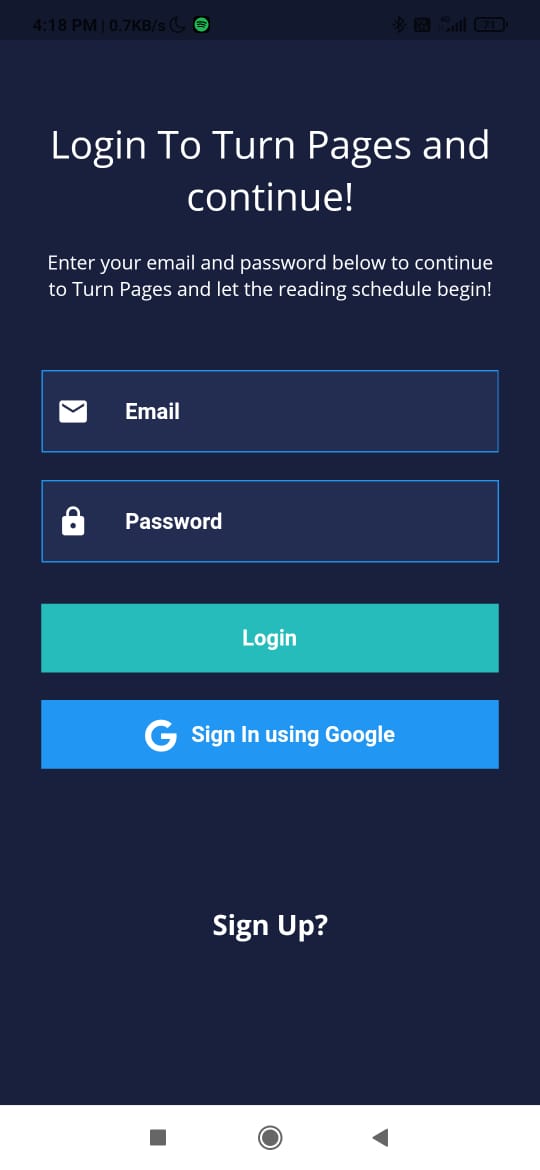 4:18 PM | 0.7KB/s 71
Login To Turn Pages and
continue!
Enter your email and password below to continue
to Turn Pages and let the reading schedule begin!
Email
Password
Login
G Sign In using Google
Sign Up?